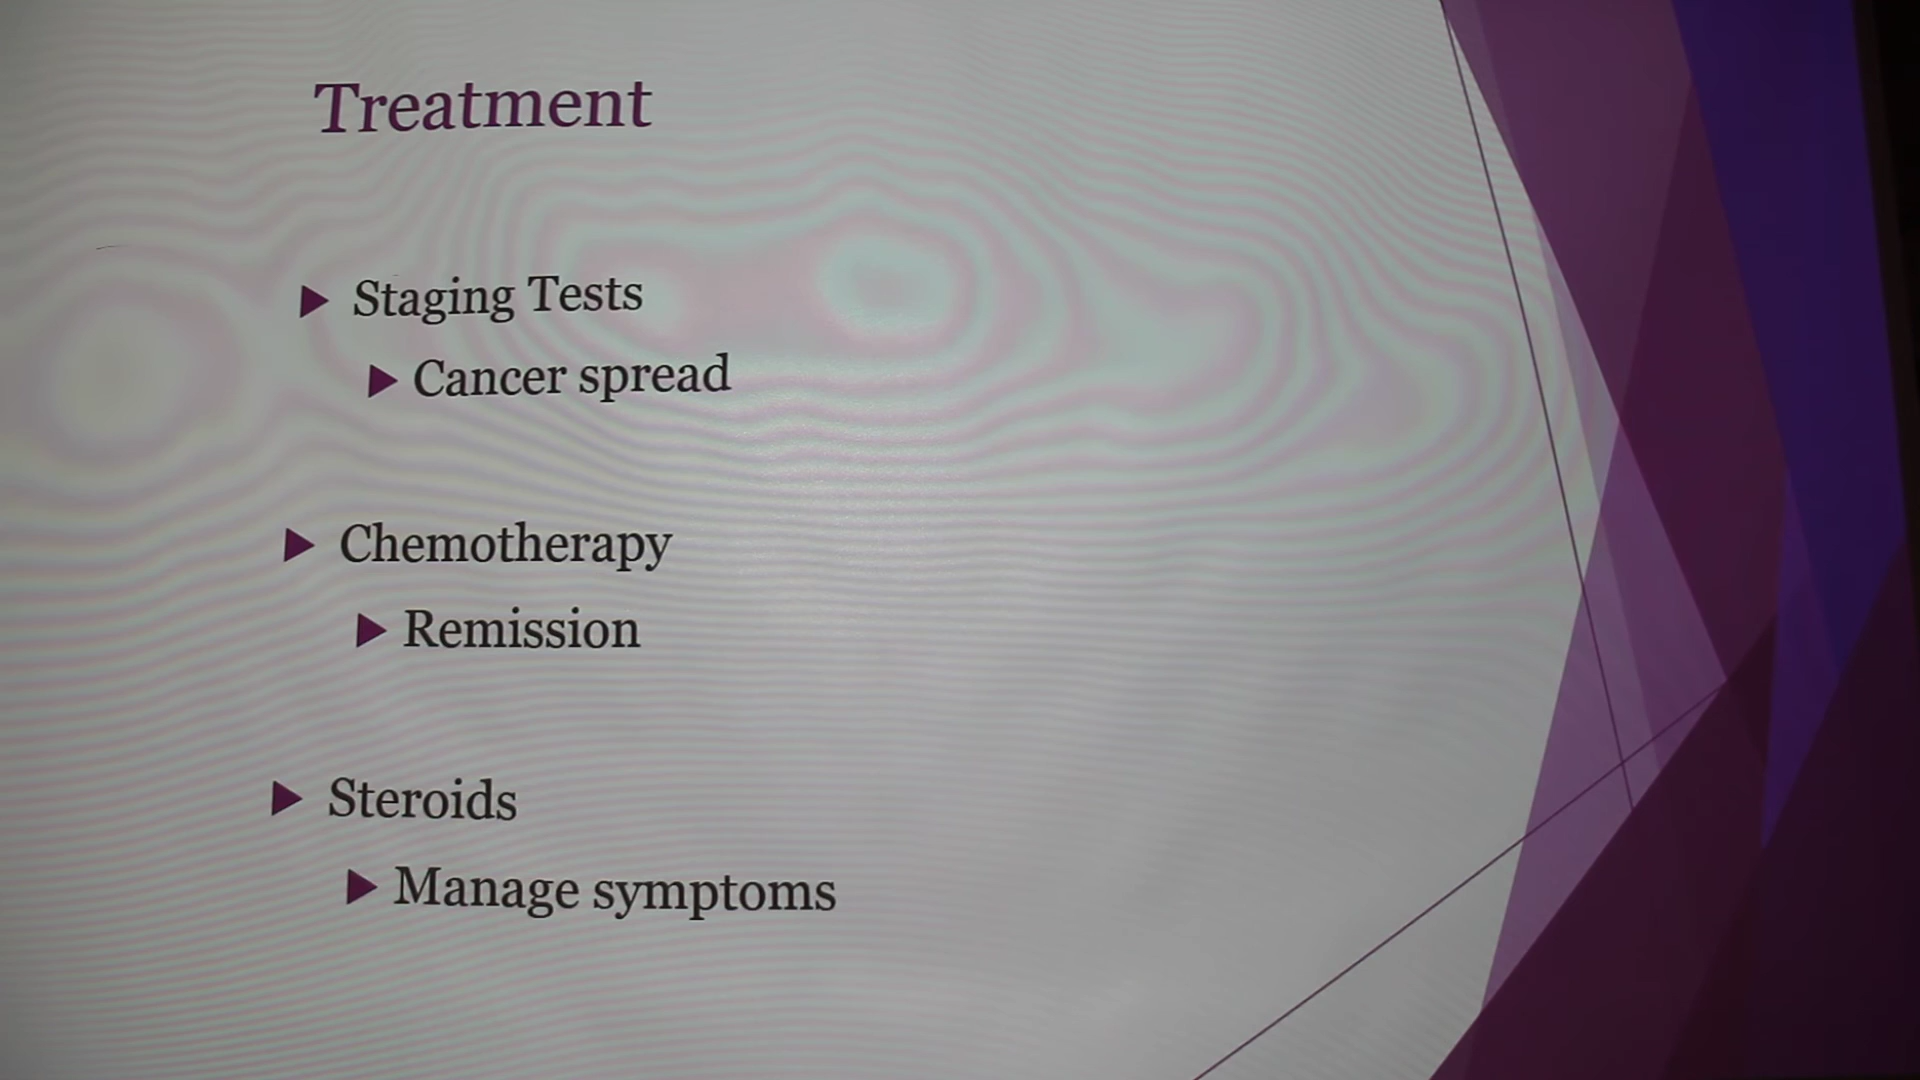 Treatment
Staging Tests
Cancer spread
Chemotherapy
Remission
Steroids
Manage symptoms